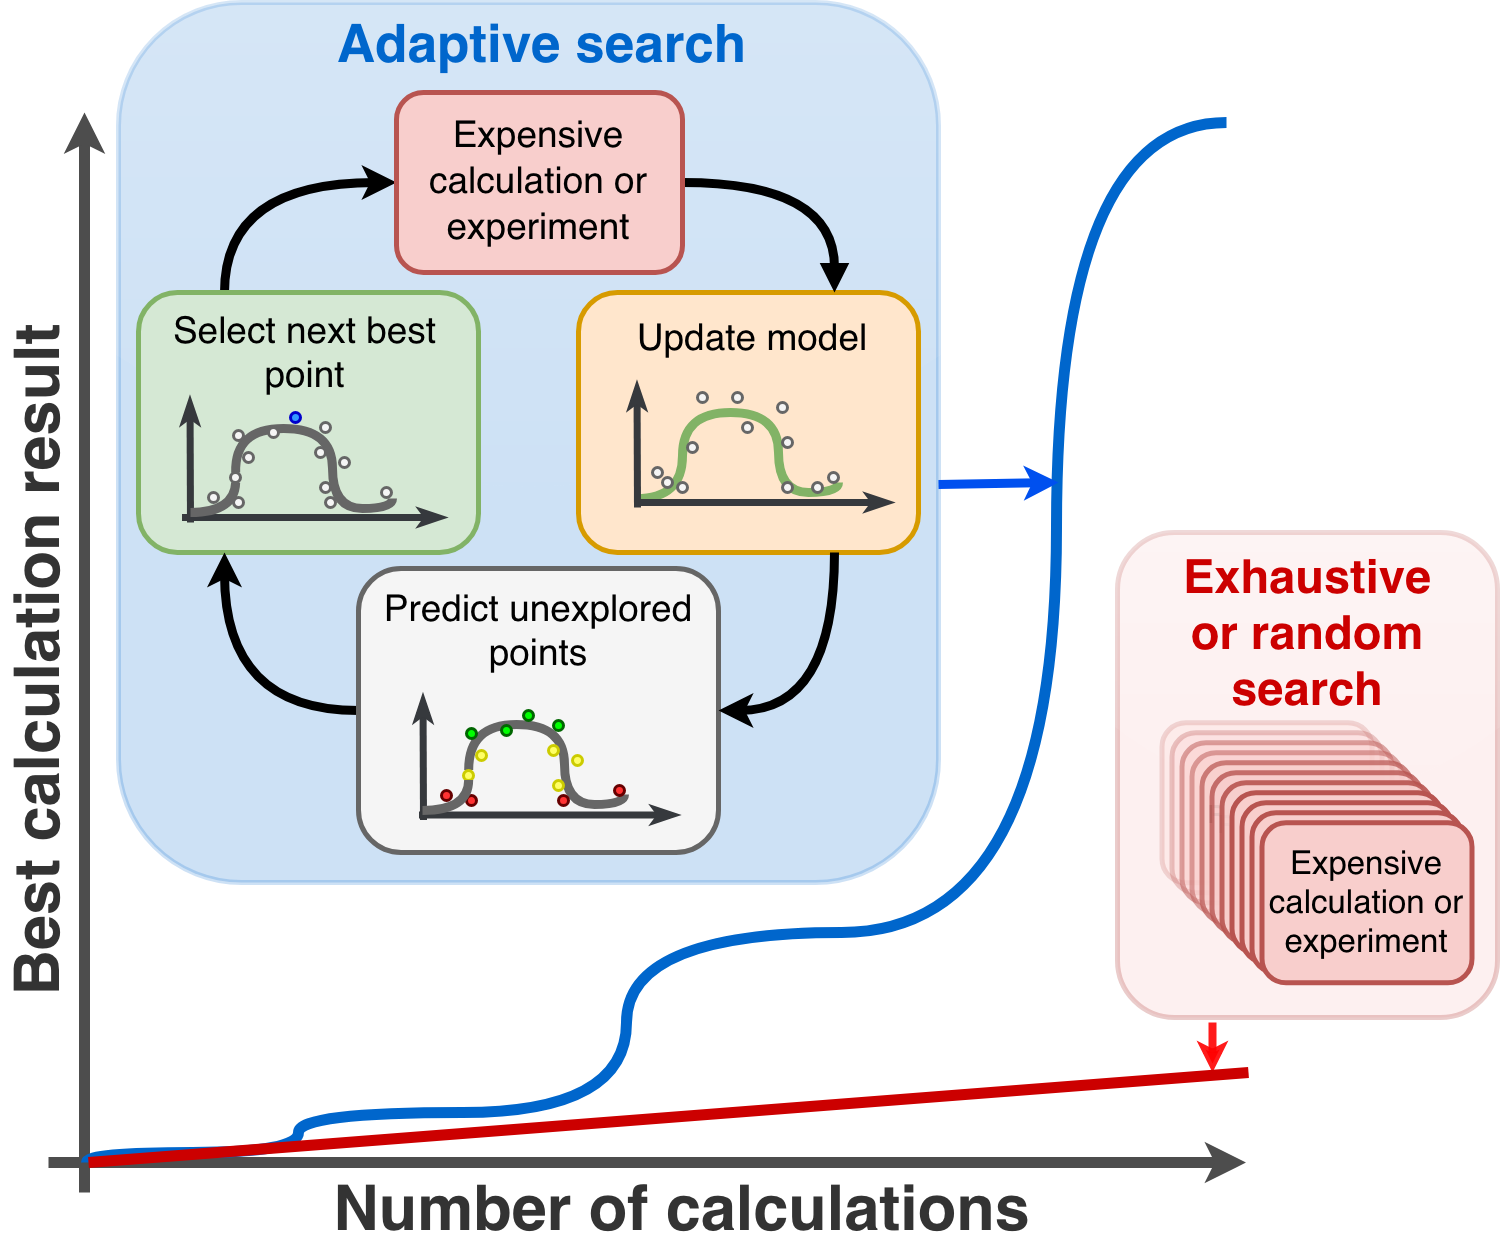 Adaptive search
Expensive
calculation or
experiment
Select next best
point
Update model
Predict unexplored
points
Best calculation result
Exhaustive
or random
search
Expensive
calculation or
experiment
Number of calculations